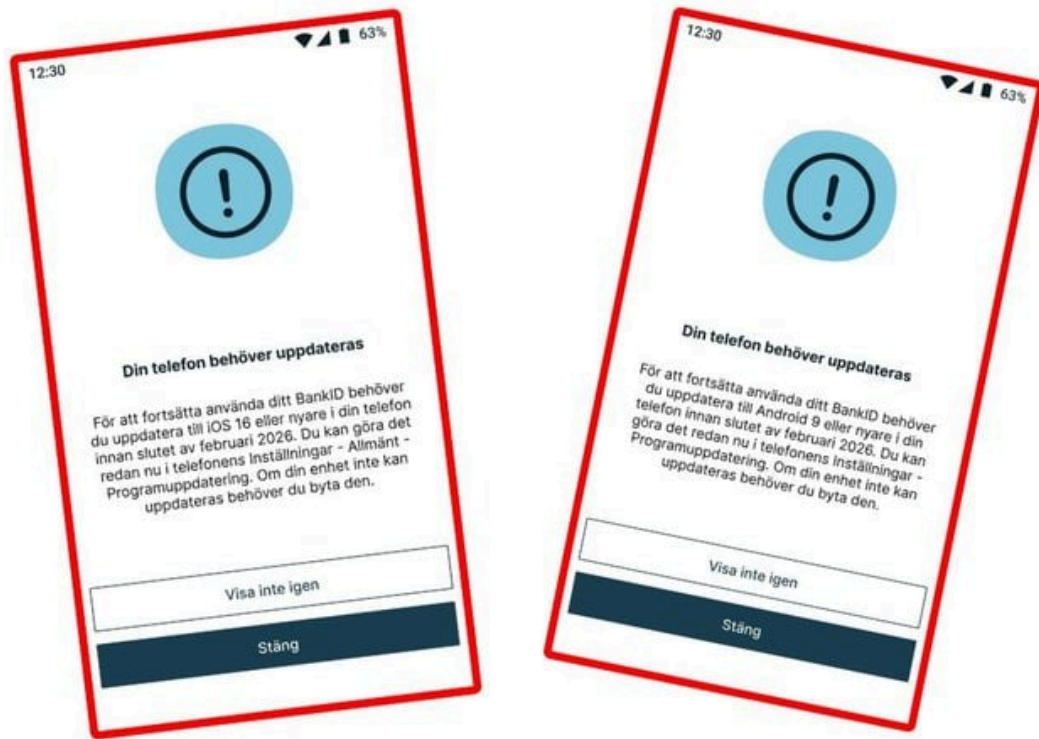 12:30
63%
Din telefon behöver uppdateras
För att fortsätta använda ditt BankID behöver
du uppdatera till iOS 16 eller nyare i din telefon
innan slutet av februari 2026. Du kan göra det
redan nu i telefonens Inställningar - Allmänt -
Programuppdatering. Om din enhet inte kan
uppdateras behöver du byta den.
Visa inte igen
Stäng
12:30
63%
Din telefon behöver uppdateras
För att fortsätta använda ditt BankID behöver
du uppdatera till Android 9 eller nyare i din
telefon innan slutet av februari 2026. Du kan
göra det redan nu i telefonens Inställningar -
Programuppdatering. Om din enhet inte kan
uppdateras behöver du byta den.
Visa inte igen
Stäng